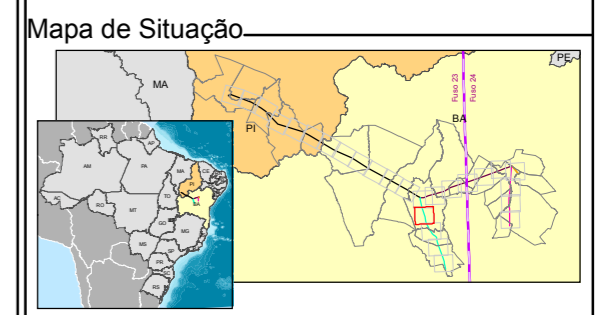 Mapa de Situação
PE
MA
Fuso 23
Fuso 24
PI
BA
RR
AP
AM
PA
MA
CE
PI
AC
TO
RO
BA
MT
GO
MG
MS
SP
PR
SC
RS